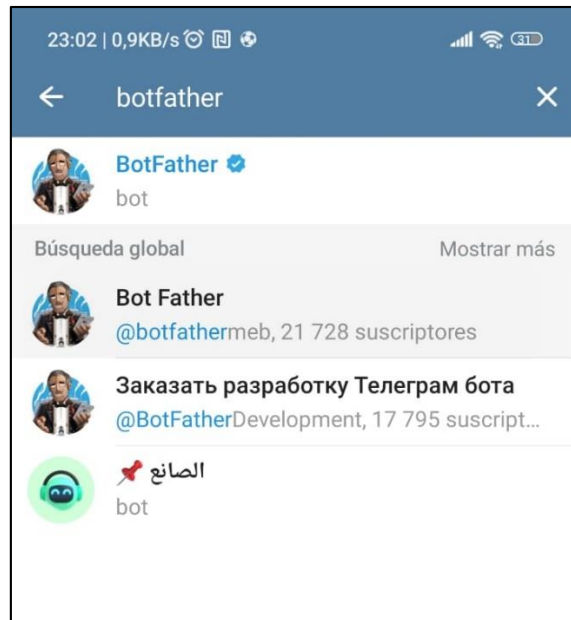 23:02 | 0,9KB/s
31
botfather
BotFather
bot
Búsqueda global
Mostrar más
Bot Father
@botfathermeb, 21 728 suscriptores
Заказать разработку Телеграм бота
@BotFatherDevelopment, 17 795 suscript...
الصانع
bot